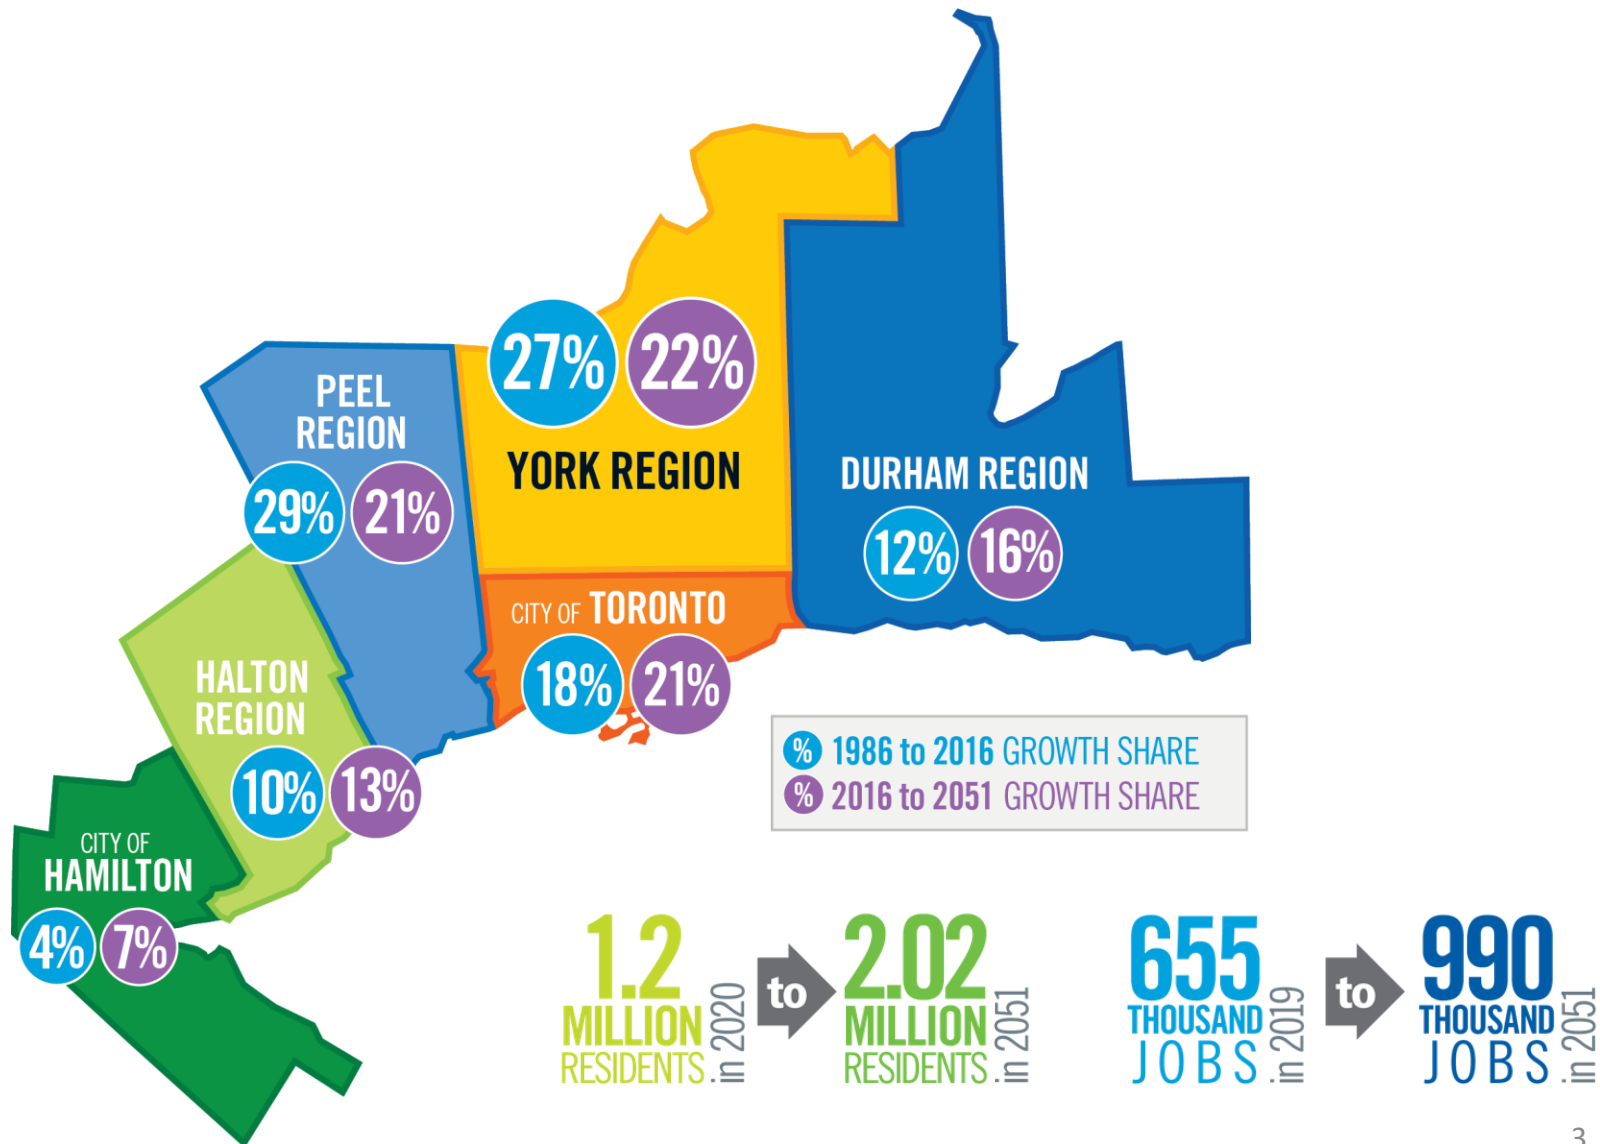 27% 22%
YORK REGION
PEEL
REGION
29% 21%
DURHAM REGION
12% 16%
CITY OF TORONTO
18% 21%
HALTON
REGION
10% 13%
CITY OF
HAMILTON
4% 7%
% 1986 to 2016 GROWTH SHARE
% 2016 to 2051 GROWTH SHARE
1.2
MILLION
RESIDENTS
in 2020
to
2.02
MILLION
RESIDENTS
in 2051
655
THOUSAND
JOBS
in 2019
to
990
THOUSAND
JOBS
in 2051
3